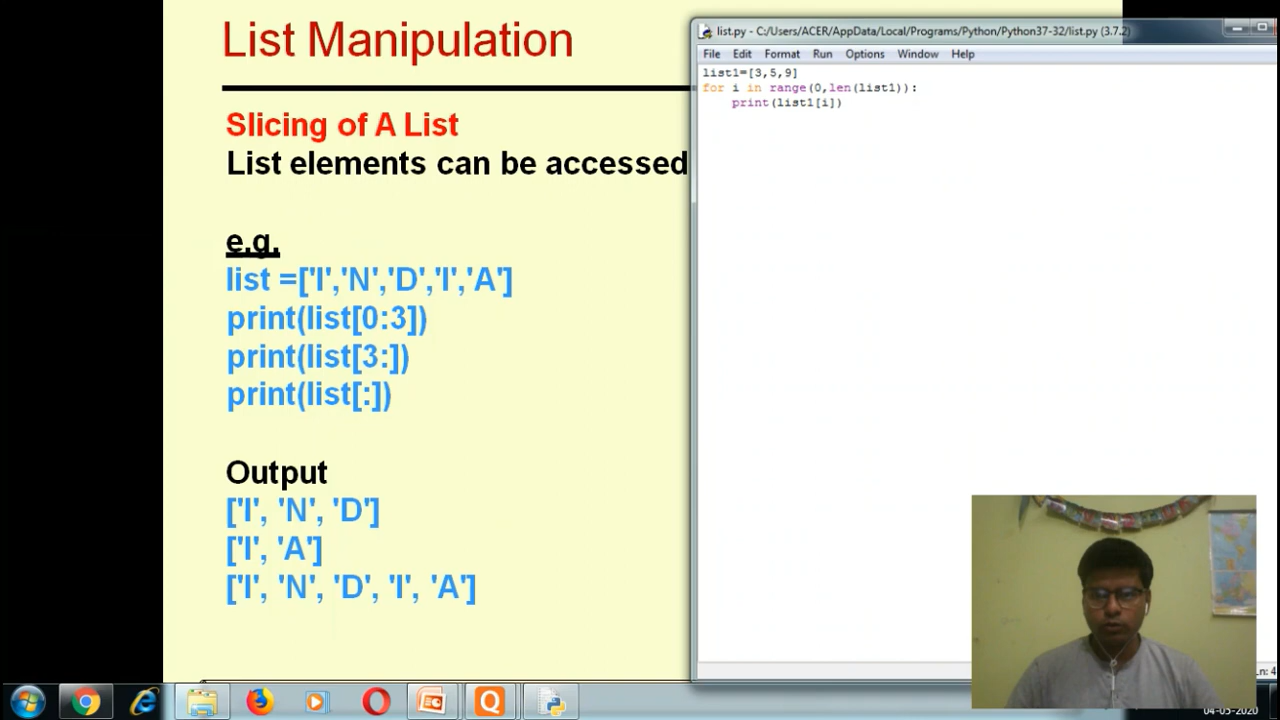 List Manipulation
Slicing of A List
List elements can be accessed
e.g.
list =['I','N','D','I','A']
print(list[0:3])
print(list[3:])
print(list[:])
Output
['I', 'N', 'D']
['I', 'A']
['I', 'N', 'D', 'I', 'A']
list.py - C:/Users/ACER/AppData/Local/Programs/Python/Python37-32/list.py (3.7.2)
File Edit Format Run Options Window Help
list1=[3,5,9]
for i in range(0,len(list1)):
    print(list1[i])
Ln: 4
04-05-2020